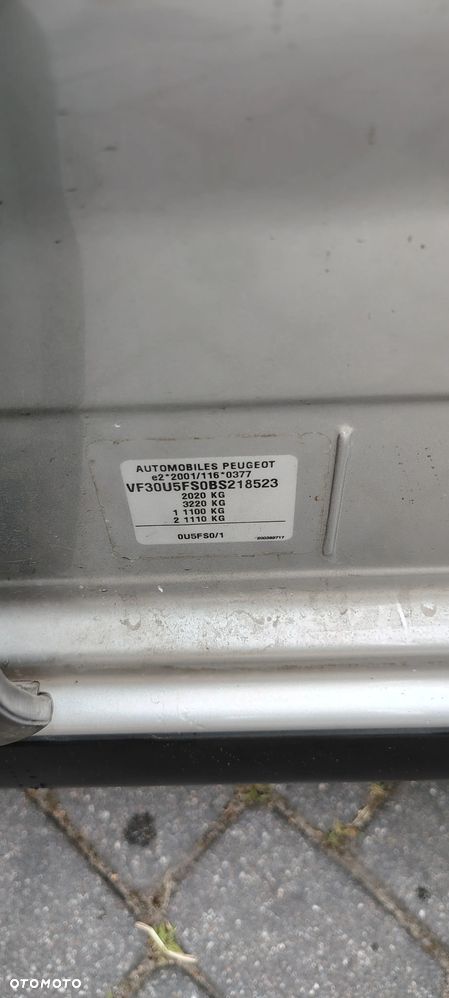 AUTOMOBILES PEUGEOT
e2*2001/116*0377
VF30U5FS0BS218523
2020 KG
3220 KG
1 1100 KG
2 1110 KG
0U5FS0/1
OTOMOTO